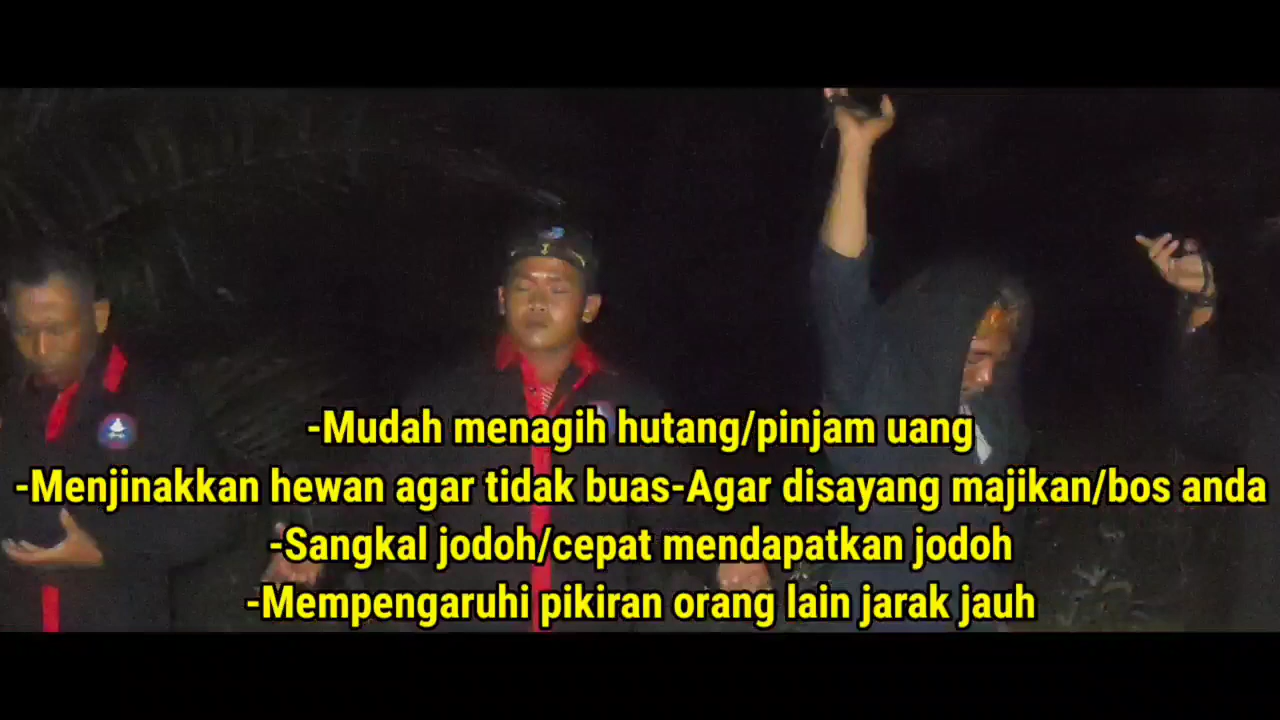 -Mudah menagih hutang/pinjam uang
-Menjinakkan hewan agar tidak buas-Agar disayang majikan/bos anda
-Sangkal jodoh/cepat mendapatkan jodoh
-Mempengaruhi pikiran orang lain jarak jauh